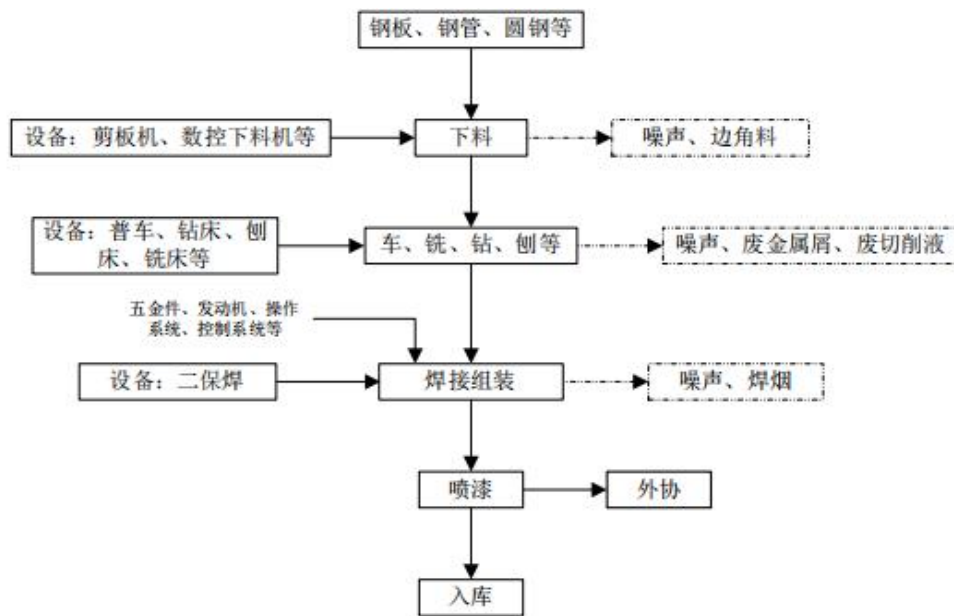 钢板、钢管、圆钢等
设备：剪板机、数控下料机等
下料
噪声、边角料
设备：普车、钻床、刨
床、铣床等
车、铣、钻、刨等
噪声、废金属屑、废切削液
五金件、发动机、操作
系统、控制系统等
设备：二保焊
焊接组装
噪声、焊烟
喷漆
外协
入库